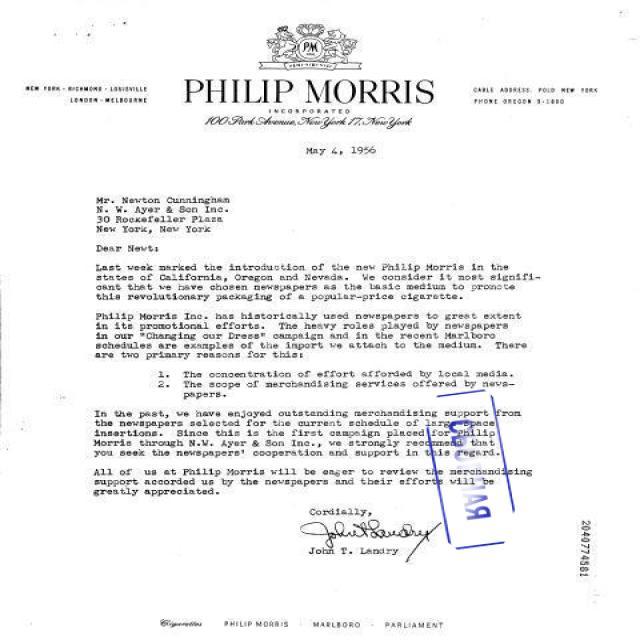 PM
NEW YORK · RICHMOND · LOUISVILLE
LONDON · MELBOURNE
PHILIP MORRIS
INCORPORATED
100 Park Avenue, New York 17, New York
CABLE ADDRESS, POLO NEW YORK
PHONE OREGON 9-1800
May 4, 1956
Mr. Newton Cunningham
N. W. Ayer & Son Inc.
30 Rockefeller Plaza
New York, New York
Dear Newt:
Last week marked the introduction of the new Philip Morris in the
states of California, Oregon and Nevada. We consider it most signifi-
cant that we have chosen newspapers as the basic medium to promote
this revolutionary packaging of a popular-price cigarette.
Philip Morris Inc. has historically used newspapers to great extent
in its promotional efforts. The heavy roles played by newspapers
in our "Changing our Dress" campaign and in the recent Marlboro
schedules are examples of the import we attach to the medium. There
are two primary reasons for this:
1. The concentration of effort afforded by local media.
2. The scope of merchandising services offered by news-
papers.
In the past, we have enjoyed outstanding merchandising support from
the newspapers selected for the current schedule of large space
insertions. Since this is the first campaign placed for Philip
Morris through N.W. Ayer & Son Inc., we strongly recommend that
you seek the newspapers' cooperation and support in this regard.
All of us at Philip Morris will be eager to review the merchandising
support accorded us by the newspapers and their efforts will be
greatly appreciated.
Cordially,
John T Landry
John T. Landry
2040774581
Cigarettes PHILIP MORRIS · MARLBORO · PARLIAMENT